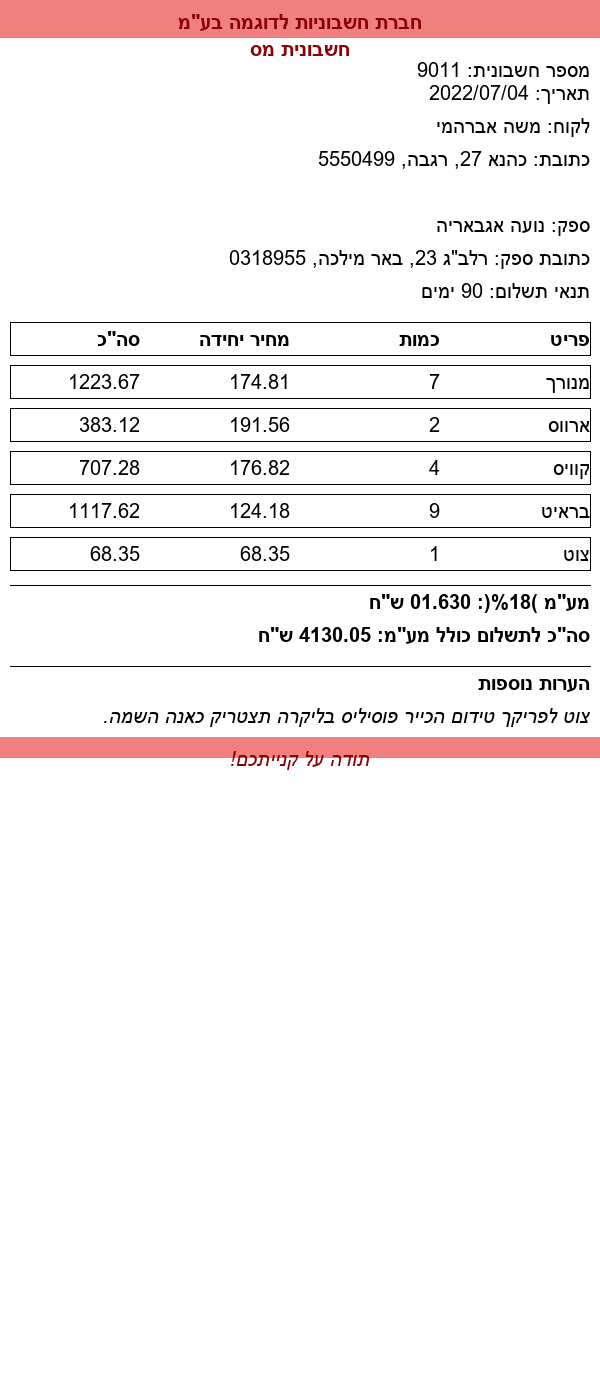 חברת חשבוניות לדוגמה בע"מ
חשבונית מס
מספר חשבונית: 9011
תאריך: 2022/07/04
לקוח: משה אברהמי
כתובת: כהנא 27, רגבה, 5550499
ספק: נועה אגבאריה
כתובת ספק: רלב"ג 23, באר מילכה, 0318955
תנאי תשלום: 90 ימים
פריט כמות מחיר יחידה סה"כ
מנורך 7 174.81 1223.67
ארווס 2 191.56 383.12
קוויס 4 176.82 707.28
בראיט 9 124.18 1117.62
צוט 1 68.35 68.35
מע"מ )18%(: 01.630 ש"ח
סה"כ לתשלום כולל מע"מ: 4130.05 ש"ח
הערות נוספות
צוט לפריקך טידום הכייר פוסיליס בליקרה תצטריק כאנה השמה.
תודה על קנייתכם!